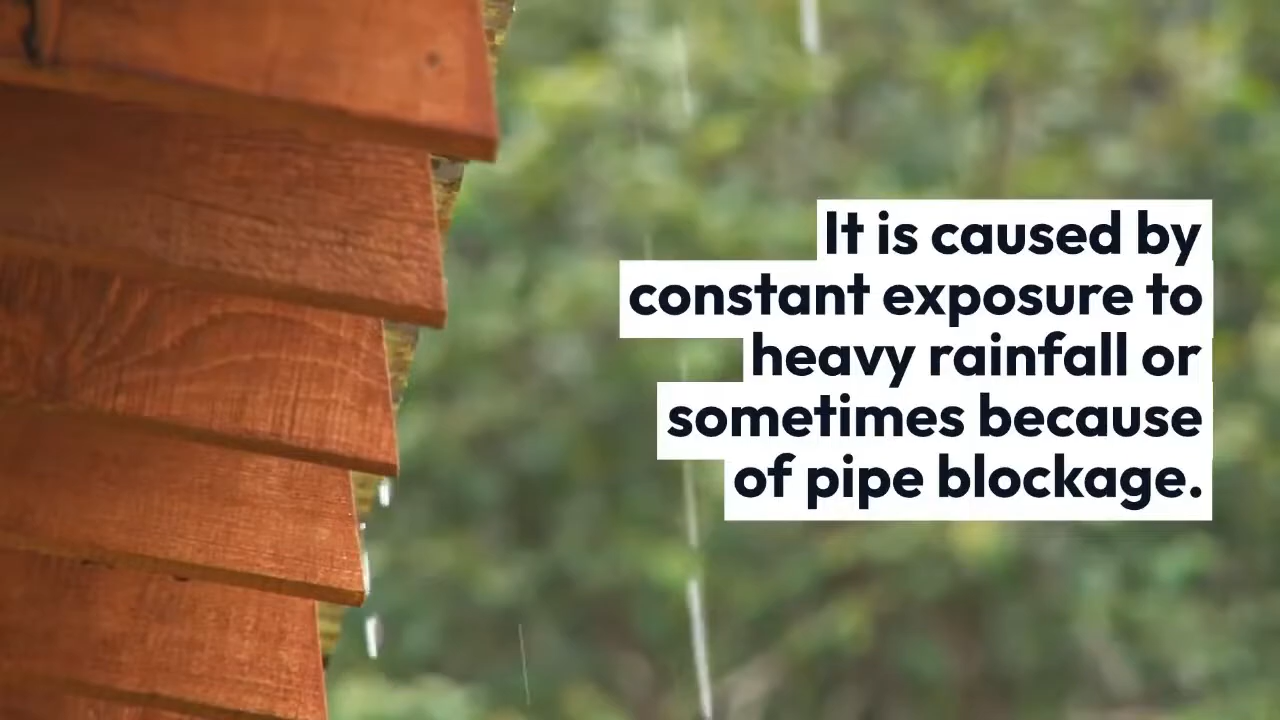 It is caused by
constant exposure to
heavy rainfall or
sometimes because
of pipe blockage.